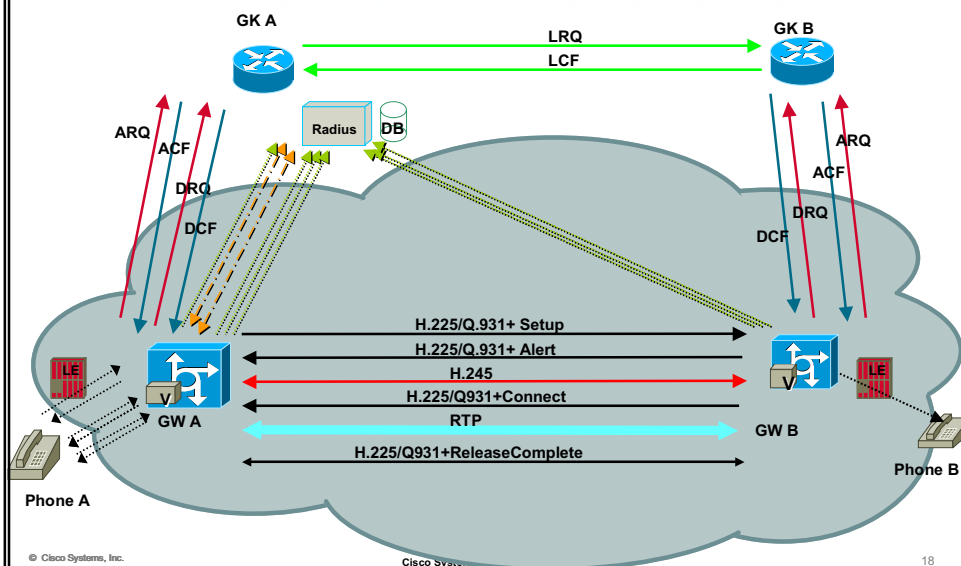 GK A
GK B
LRQ
LCF
Radius
DB
ARQ
ACF
DRQ
DCF
ARQ
ACF
DRQ
DCF
H.225/Q.931+ Setup
H.225/Q.931+ Alert
H.245
H.225/Q931+Connect
RTP
H.225/Q931+ReleaseComplete
LE
V
GW A
LE
V
GW B
Phone A
Phone B
© Cisco Systems, Inc.
Cisco
18